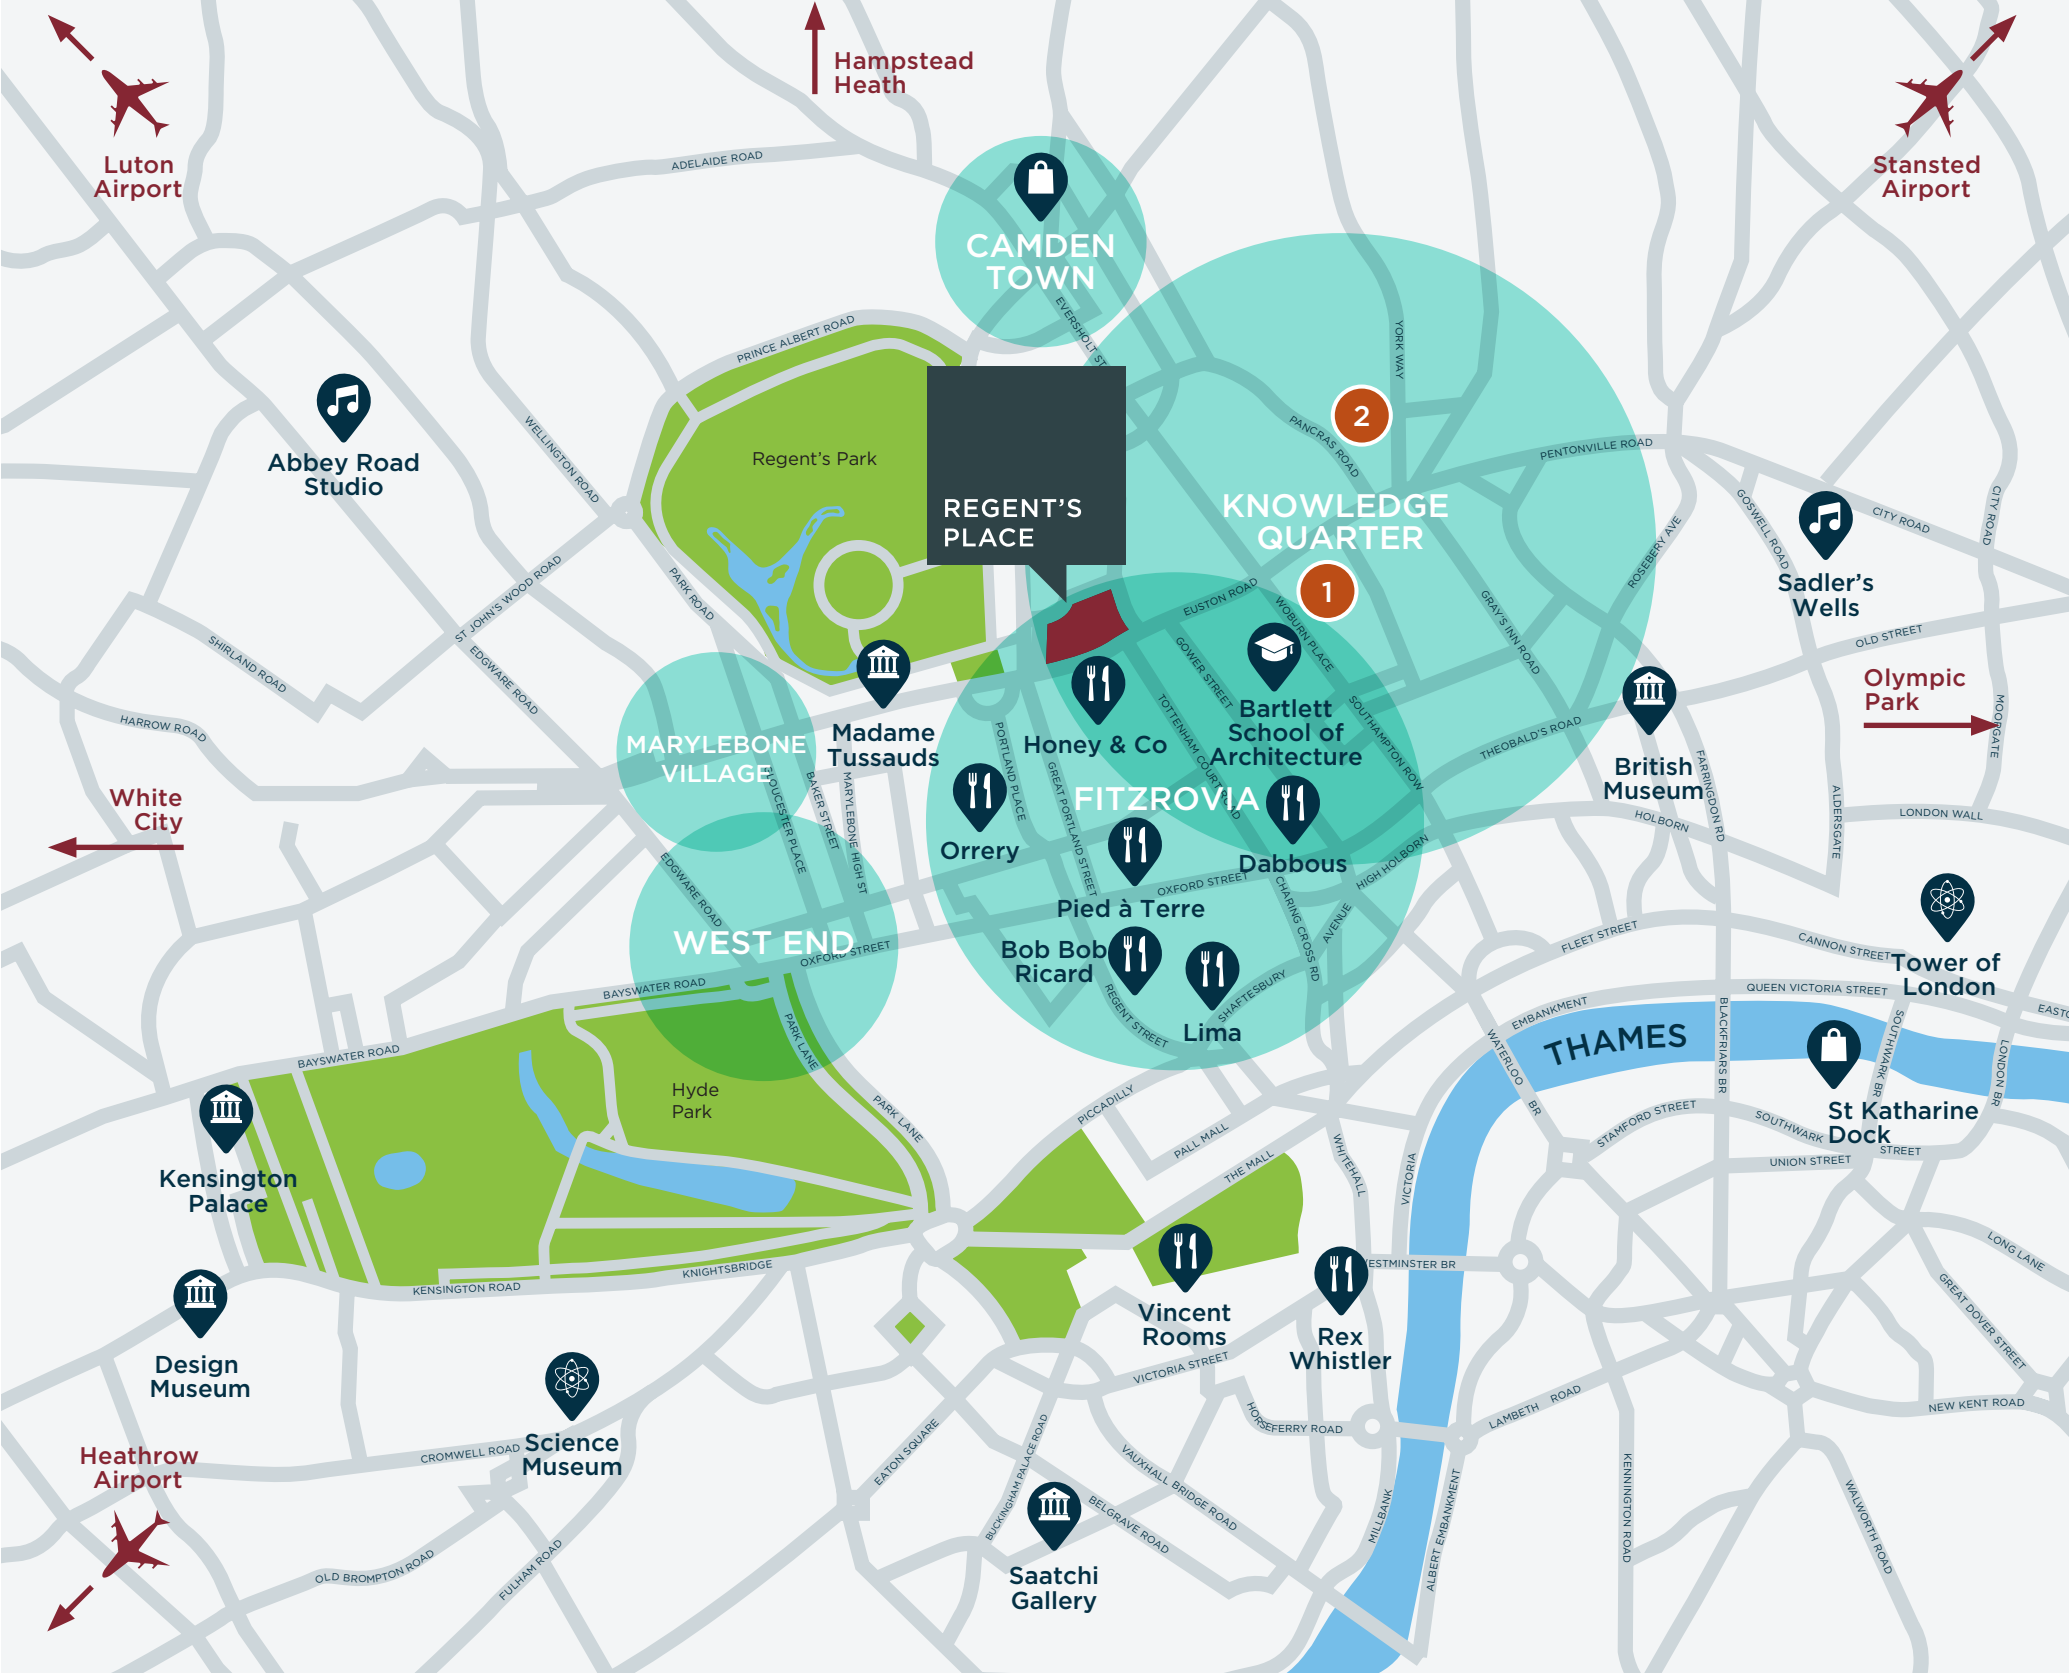 Hampstead
Heath
Luton
Airport
Stansted
Airport
ADELAIDE ROAD
CAMDEN
TOWN
EVERSHOLT ST
PRINCE ALBERT ROAD
YORK WAY
2
PANCRAS ROAD
PENTONVILLE ROAD
WELLINGTON ROAD
Regent's Park
Abbey Road
Studio
REGENT'S
PLACE
KNOWLEDGE
QUARTER
1
GOSWELL ROAD
CITY ROAD
CITY ROAD
Sadler's
Wells
ROSEBERY AVE
PARK ROAD
ST JOHN'S WOOD ROAD
EUSTON ROAD
WOBURN PLACE
GRAY'S INN ROAD
OLD STREET
SHIRLAND ROAD
EDGWARE ROAD
HARROW ROAD
GOWER STREET
Olympic
Park
MOORGATE
Madame
Tussauds
Honey & Co
Bartlett
School of
Architecture
TOTTENHAM COURT ROAD
SOUTHAMPTON ROW
THEOBALD'S ROAD
British
Museum
FARRINGDON RD
MARYLEBONE
VILLAGE
GLOUCESTER PLACE
BAKER STREET
MARYLEBONE HIGH ST
PORTLAND PLACE
GREAT PORTLAND STREET
FITZROVIA
White
City
Orrery
Dabbous
HOLBORN
HIGH HOLBORN
ALDERSGATE
LONDON WALL
EDGWARE ROAD
OXFORD STREET
Pied à Terre
CHARING CROSS RD
AVENUE
WEST END
OXFORD STREET
Bob Bob
Ricard
SHAFTESBURY
Lima
REGENT STREET
FLEET STREET
CANNON STREET
Tower of
London
QUEEN VICTORIA STREET
EMBANKMENT
BLACKFRIARS BR
SOUTHWARK BR
LONDON BR
EASTC
BAYSWATER ROAD
BAYSWATER ROAD
PARK LANE
PARK LANE
THAMES
WATERLOO
BR
Hyde
Park
PICCADILLY
PALL MALL
THE MALL
WHITEHALL
VICTORIA
STAMFORD STREET
SOUTHWARK
STREET
UNION STREET
St Katharine
Dock
Kensington
Palace
KENSINGTON ROAD
KNIGHTSBRIDGE
ESTMINSTER BR
LONG LANE
GREAT DOVER STREET
Design
Museum
Vincent
Rooms
Rex
Whistler
VICTORIA STREET
HORSEFERRY ROAD
LAMBETH ROAD
NEW KENT ROAD
Heathrow
Airport
CROMWELL ROAD
Science
Museum
EATON SQUARE
BUCKINGHAM PALACE ROAD
VAUXHALL BRIDGE ROAD
BELGRAVE ROAD
MILLBANK
ALBERT EMBANKMENT
KENNINGTON ROAD
WALWORTH ROAD
OLD BROMPTON ROAD
FULHAM ROAD
Saatchi
Gallery